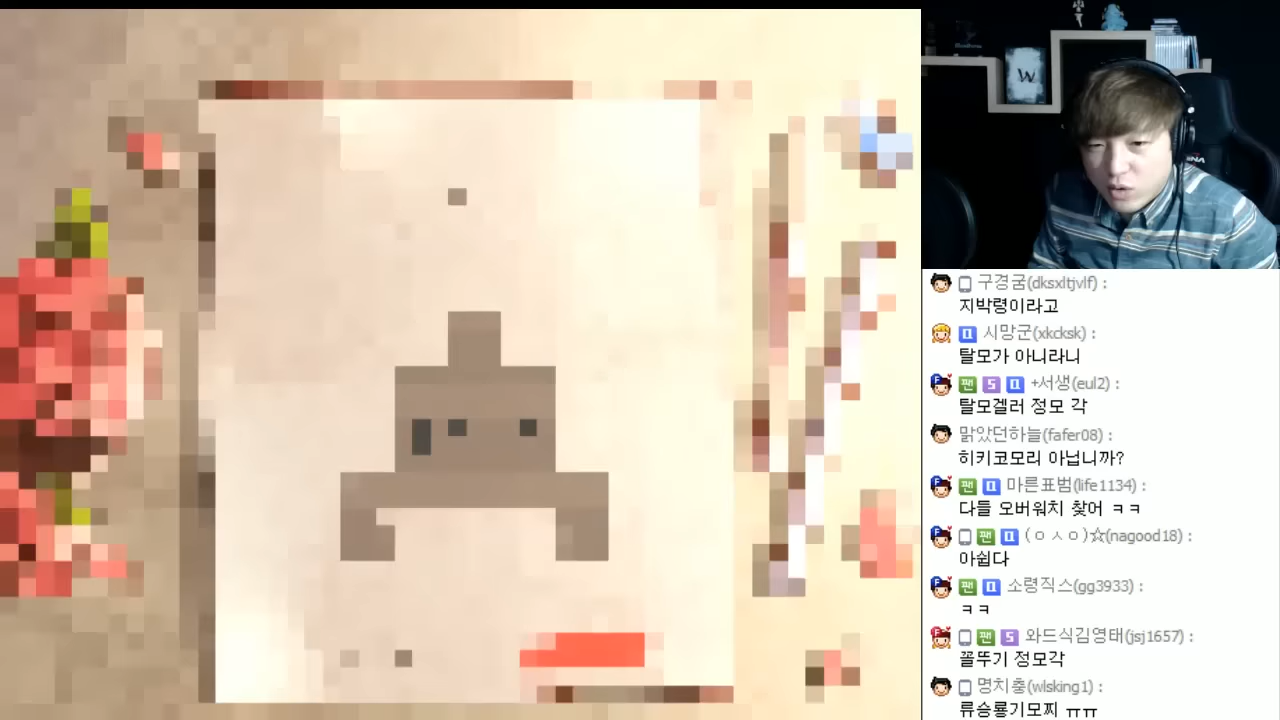 W
구경굼(dksxltjvlf) :
지박령이라고
시망군(xkcksk) :
탈모가 아니라니
팬 S +서생(eul2) :
탈모겔러 정모 각
맑았던하늘(fafer08) :
히키코모리 아닙니까?
팬 마른표범(life1134) :
다들 오버워치 찾어 ㅋㅋ
팬 (ㅇㅅㅇ)☆(nagood18) :
아쉽다
팬 소령직스(gg3933) :
ㅋㅋ
팬 S 와드식김영태(jsj1657) :
꼴뚜기 정모각
명치충(wlsking1) :
류승룡기모찌 ㅠㅠ